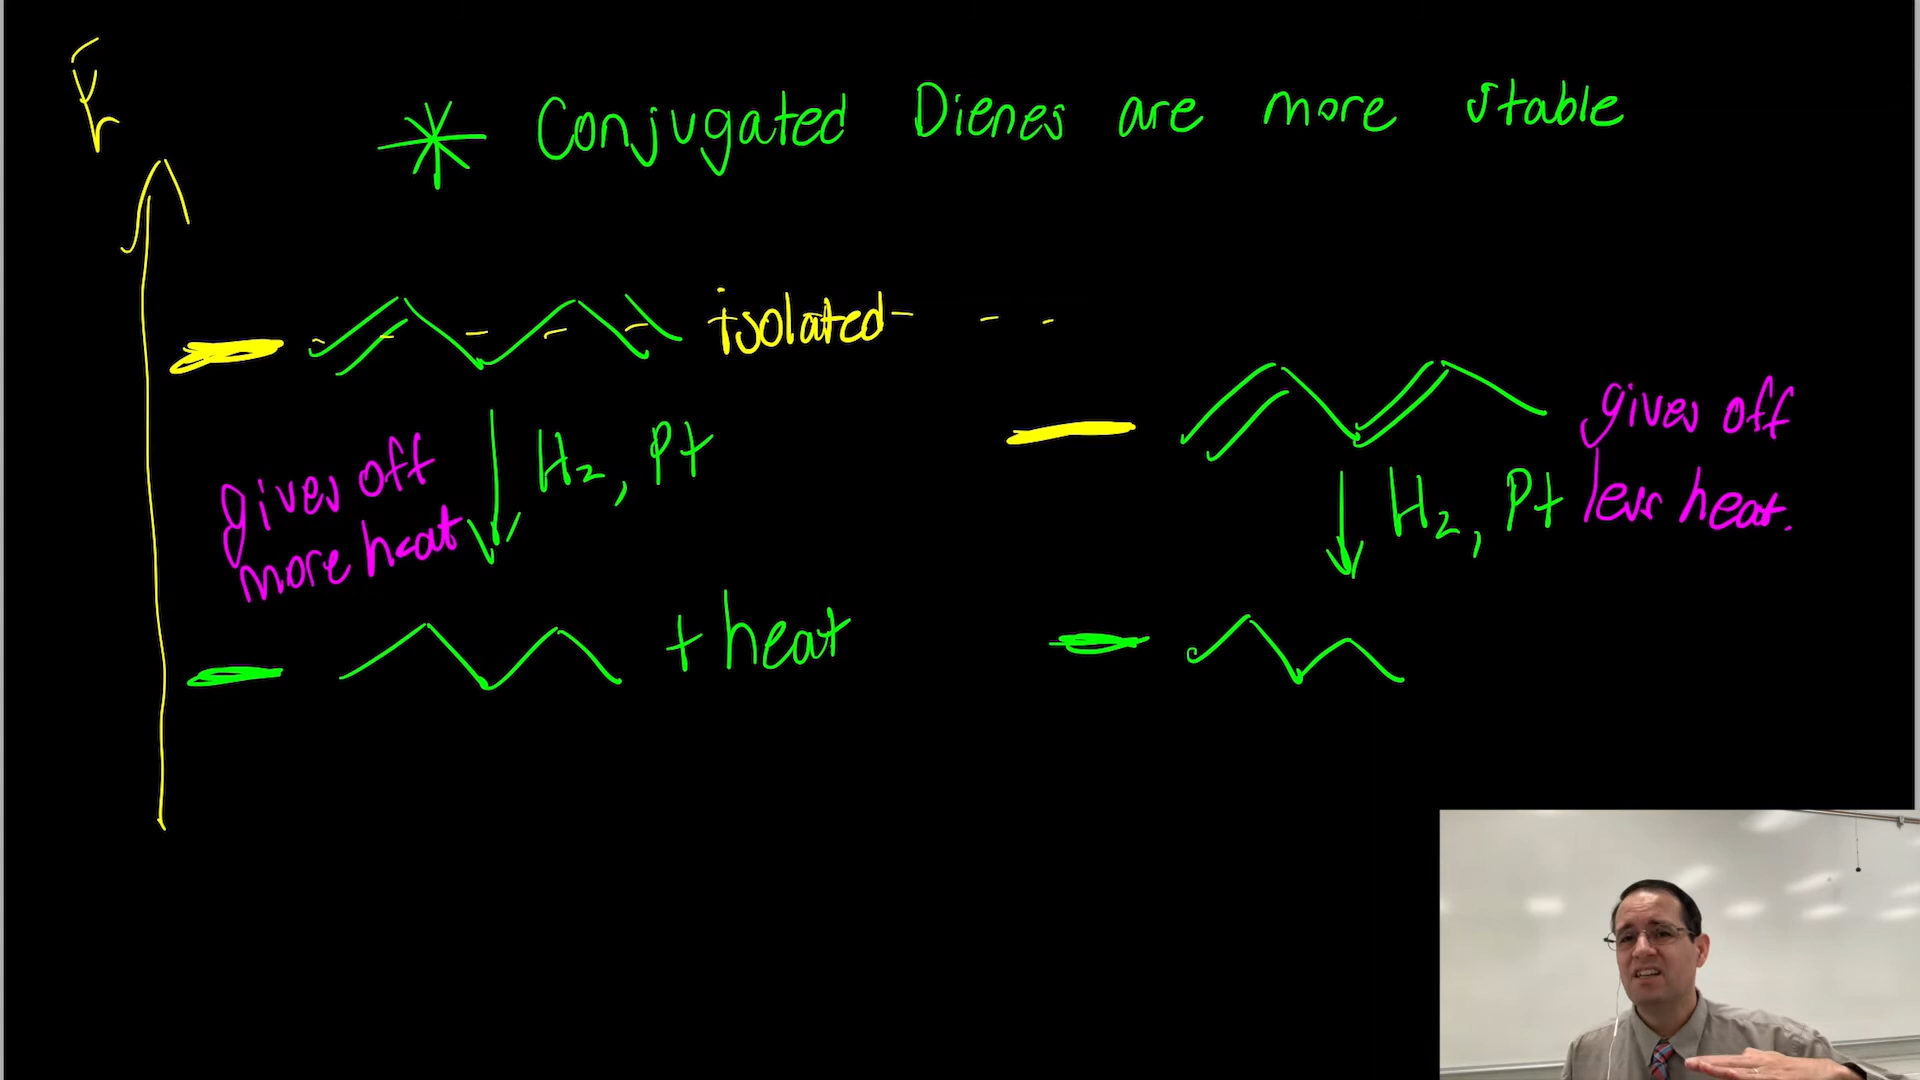 E
* Conjugated Dienes are more stable
isolated
gives off
more heat
H2, Pt
gives off
less heat.
H2, Pt
+ heat